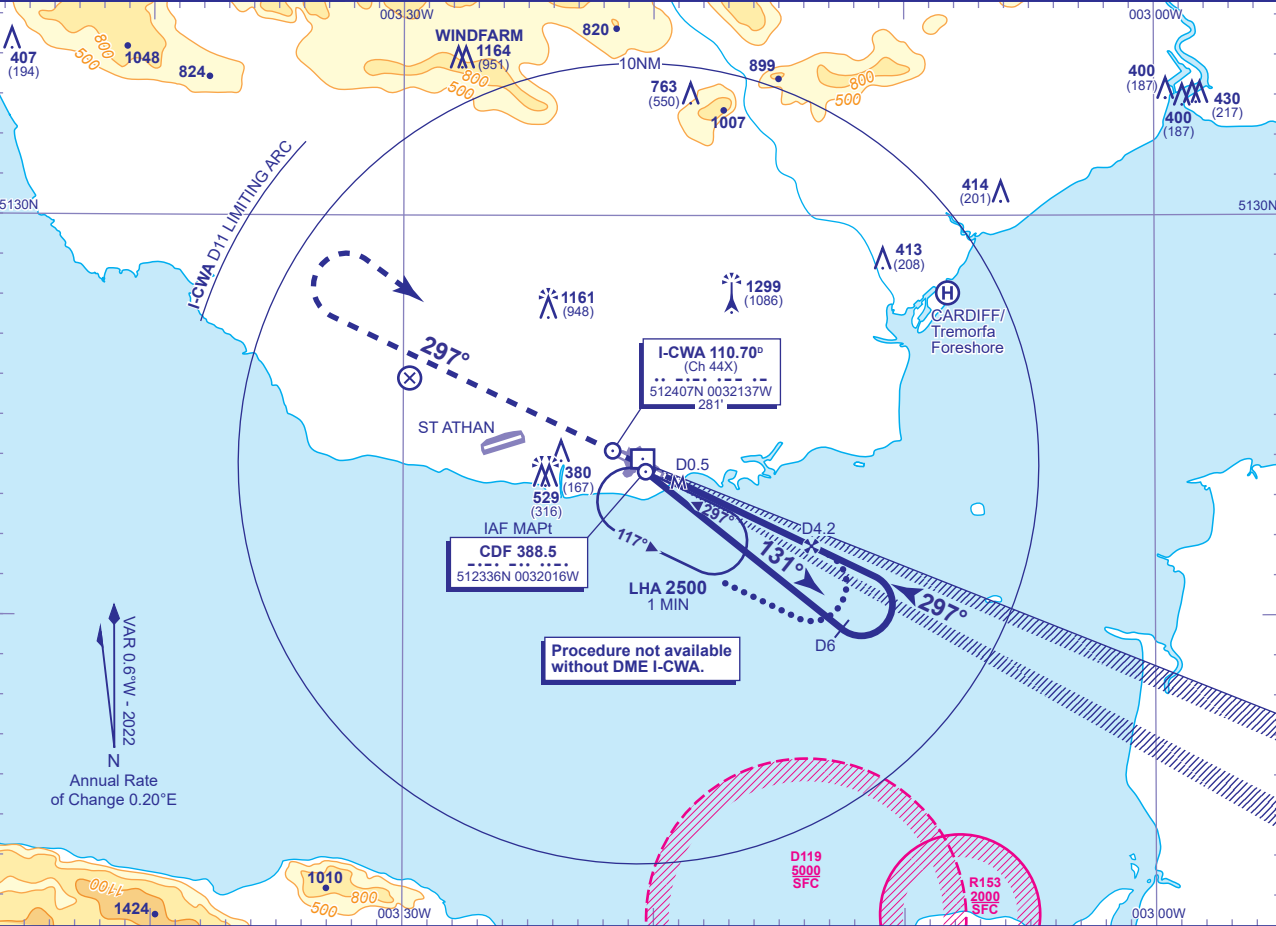 003 30W
003 00W
407
(194)
800
500
1048
824
WINDFARM
1164
(951)
800
500
820
10NM
763
(550)
1007
899
800
500
400
(187)
400
(187)
430
(217)
5130N
5130N
414
(201)
I-CWA D11 LIMITING ARC
413
(208)
1161
(948)
1299
(1086)
H
CARDIFF/
Tremorfa
Foreshore
297°
I-CWA 110.70ᴰ
(Ch 44X)
512407N 0032137W
281'
ST ATHAN
380
(167)
529
(316)
D0.5
M
IAF MAPt
CDF 388.5
512336N 0032016W
117°
297°
131°
D4.2
297°
LHA 2500
1 MIN
D6
Procedure not available
without DME I-CWA.
VAR 0.6°W - 2022
N
Annual Rate
of Change 0.20°E
D119
5000
SFC
R153
2000
SFC
1100
1424
1010
800
500
003 30W
003 00W